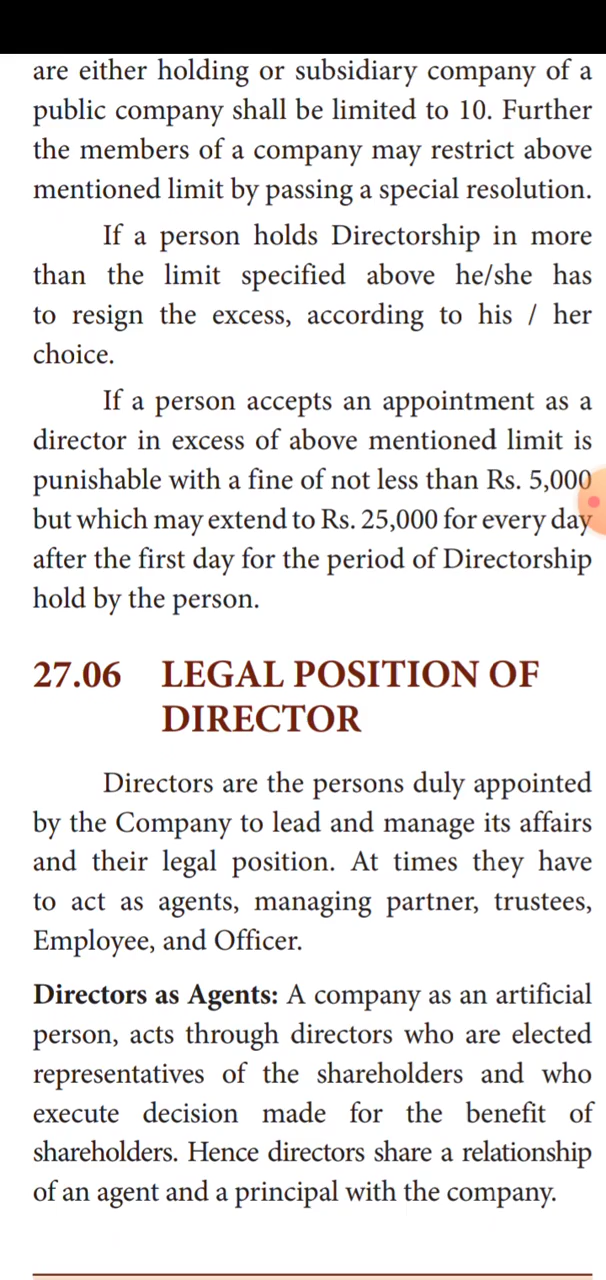 are either holding or subsidiary company of a
public company shall be limited to 10. Further
the members of a company may restrict above
mentioned limit by passing a special resolution.
If a person holds Directorship in more
than the limit specified above he/she has
to resign the excess, according to his / her
choice.
If a person accepts an appointment as a
director in excess of above mentioned limit is
punishable with a fine of not less than Rs. 5,000
but which may extend to Rs. 25,000 for every day
after the first day for the period of Directorship
hold by the person.
27.06 LEGAL POSITION OF
DIRECTOR
Directors are the persons duly appointed
by the Company to lead and manage its affairs
and their legal position. At times they have
to act as agents, managing partner, trustees,
Employee, and Officer.
Directors as Agents: A company as an artificial
person, acts through directors who are elected
representatives of the shareholders and who
execute decision made for the benefit of
shareholders. Hence directors share a relationship
of an agent and a principal with the company.